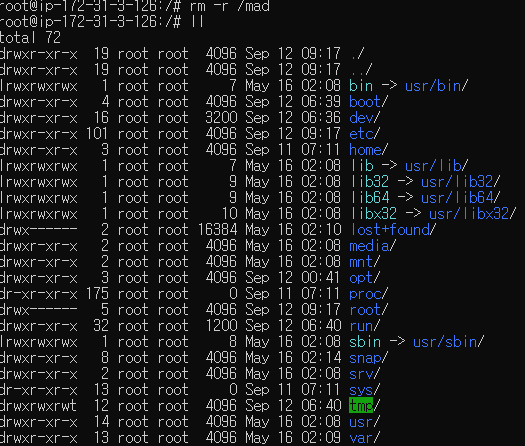 root@ip-172-31-3-126:/# rm -r /mad
root@ip-172-31-3-126:/# ll
total 72
drwxr-xr-x  19 root root  4096 Sep 12 09:17 ./
drwxr-xr-x  19 root root  4096 Sep 12 09:17 ../
lrwxrwxrwx   1 root root     7 May 16 02:08 bin -> usr/bin/
drwxr-xr-x   4 root root  4096 Sep 12 06:39 boot/
drwxr-xr-x  16 root root  3200 Sep 12 06:36 dev/
drwxr-xr-x 101 root root  4096 Sep 12 09:17 etc/
drwxr-xr-x   3 root root  4096 Sep 11 07:11 home/
lrwxrwxrwx   1 root root     7 May 16 02:08 lib -> usr/lib/
lrwxrwxrwx   1 root root     9 May 16 02:08 lib32 -> usr/lib32/
lrwxrwxrwx   1 root root     9 May 16 02:08 lib64 -> usr/lib64/
lrwxrwxrwx   1 root root    10 May 16 02:08 libx32 -> usr/libx32/
drwx------   2 root root 16384 May 16 02:10 lost+found/
drwxr-xr-x   2 root root  4096 May 16 02:08 media/
drwxr-xr-x   2 root root  4096 May 16 02:08 mnt/
drwxr-xr-x   3 root root  4096 Sep 12 00:41 opt/
dr-xr-xr-x 175 root root     0 Sep 11 07:11 proc/
drwx------   5 root root  4096 Sep 12 09:17 root/
drwxr-xr-x  32 root root  1200 Sep 12 06:40 run/
lrwxrwxrwx   1 root root     8 May 16 02:08 sbin -> usr/sbin/
drwxr-xr-x   8 root root  4096 May 16 02:14 snap/
drwxr-xr-x   2 root root  4096 May 16 02:08 srv/
dr-xr-xr-x  13 root root     0 Sep 11 07:11 sys/
drwxrwxrwt  12 root root  4096 Sep 12 06:40 tmp/
drwxr-xr-x  14 root root  4096 May 16 02:08 usr/
drwxr-xr-x  13 root root  4096 May 16 02:09 var/